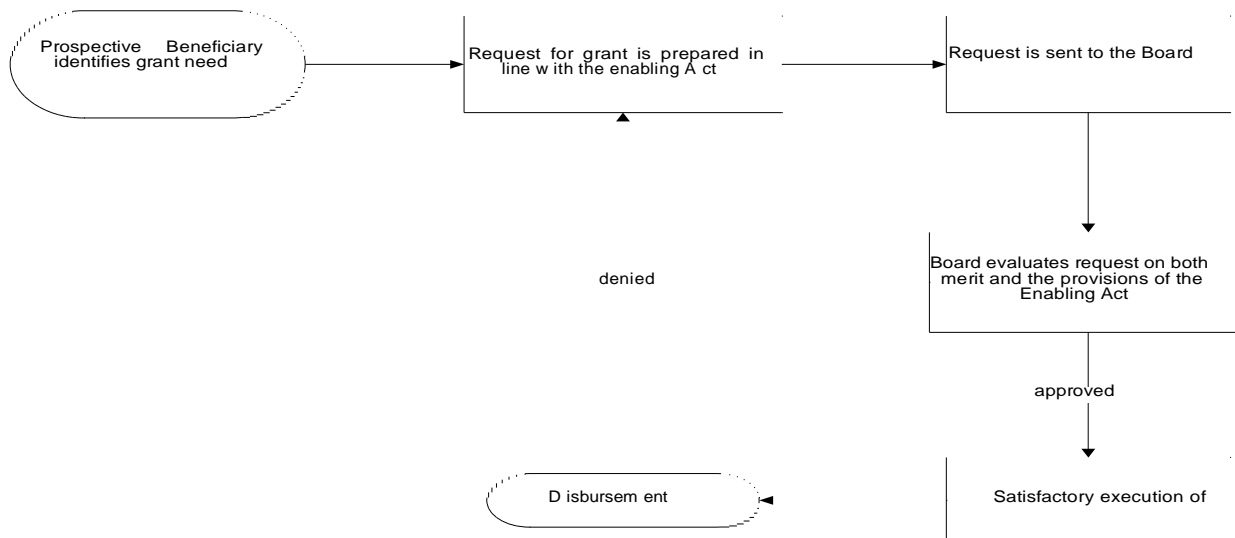 Prospective Beneficiary
identifies grant need
Request for grant is prepared in
line w ith the enabling A ct
Request is sent to the Board
denied
Board evaluates request on both
merit and the provisions of the
Enabling Act
approved
D isbursem ent
Satisfactory execution of